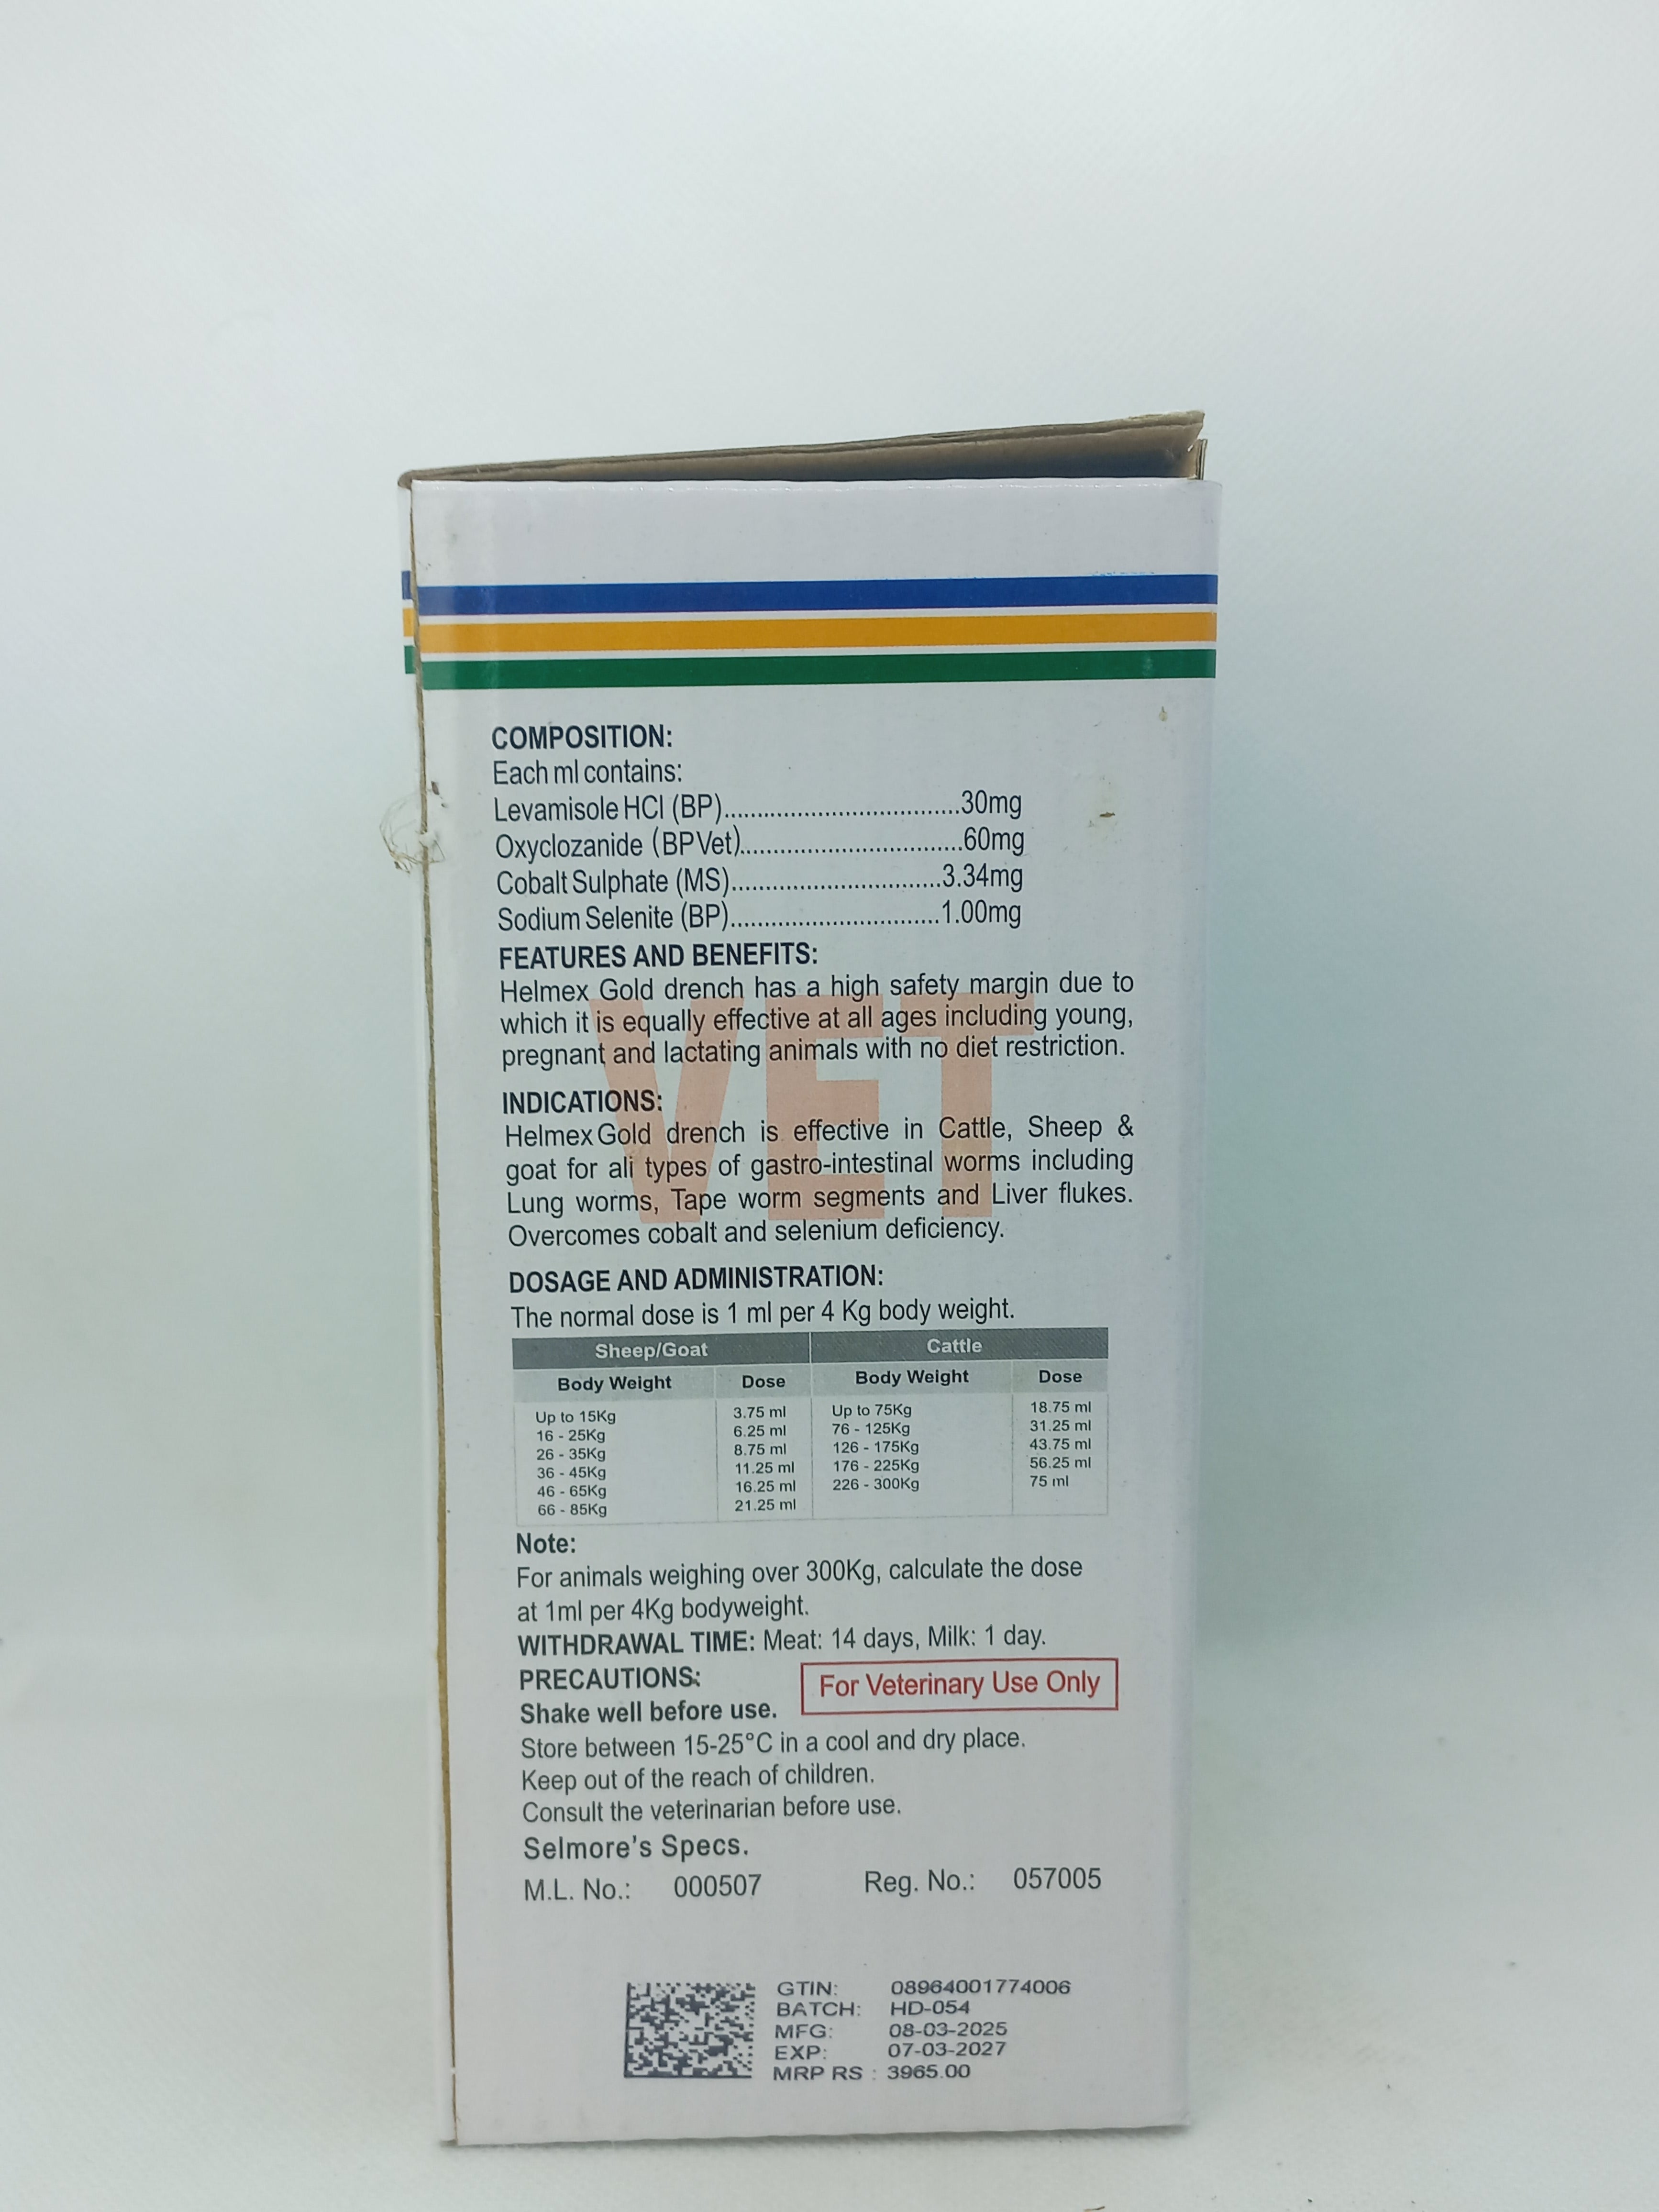 COMPOSITION:
Each ml contains:
Levamisole HCl (BP)....................................30mg
Oxyclozanide (BP Vet)..................................60mg
Cobalt Sulphate (MS)................................3.34mg
Sodium Selenite (BP)................................1.00mg
FEATURES AND BENEFITS:
Helmex Gold drench has a high safety margin due to
which it is equally effective at all ages including young,
pregnant and lactating animals with no diet restriction.
VET
INDICATIONS:
Helmex Gold drench is effective in Cattle, Sheep &
goat for all types of gastro-intestinal worms including
Lung worms, Tape worm segments and Liver flukes.
Overcomes cobalt and selenium deficiency.
DOSAGE AND ADMINISTRATION:
The normal dose is 1 ml per 4 Kg body weight.
Sheep/Goat Cattle
Body Weight Dose Body Weight Dose
Up to 15Kg 3.75 ml Up to 75Kg 18.75 ml
16 - 25Kg 6.25 ml 76 - 125Kg 31.25 ml
26 - 35Kg 8.75 ml 126 - 175Kg 43.75 ml
36 - 45Kg 11.25 ml 176 - 225Kg 56.25 ml
46 - 65Kg 16.25 ml 226 - 300Kg 75 ml
66 - 85Kg 21.25 ml
Note:
For animals weighing over 300Kg, calculate the dose
at 1ml per 4Kg bodyweight.
WITHDRAWAL TIME: Meat: 14 days, Milk: 1 day.
PRECAUTIONS:
For Veterinary Use Only
Shake well before use.
Store between 15-25°C in a cool and dry place.
Keep out of the reach of children.
Consult the veterinarian before use.
Selmore's Specs.
M.L. No.: 000507 Reg. No.: 057005
GTIN: 08964001774006
BATCH: HD-054
MFG: 08-03-2025
EXP: 07-03-2027
MRP RS : 3965.00